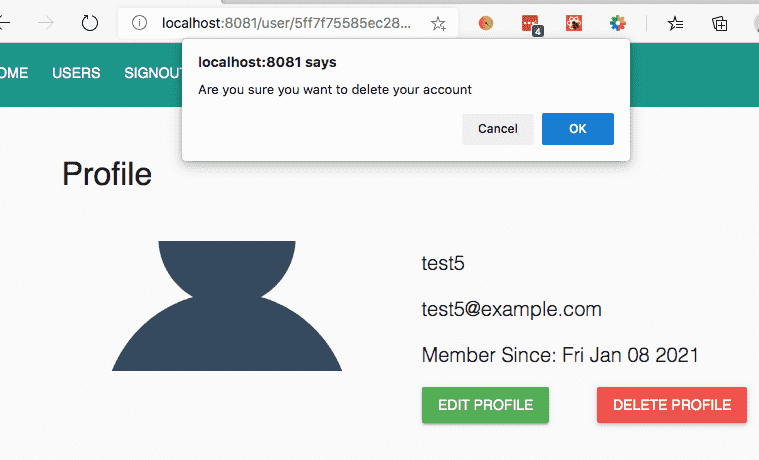 localhost:8081/user/5ff7f75585ec28...
4
OME USERS SIGNOUT
localhost:8081 says
Are you sure you want to delete your account
Cancel OK
Profile
test5
test5@example.com
Member Since: Fri Jan 08 2021
EDIT PROFILE DELETE PROFILE